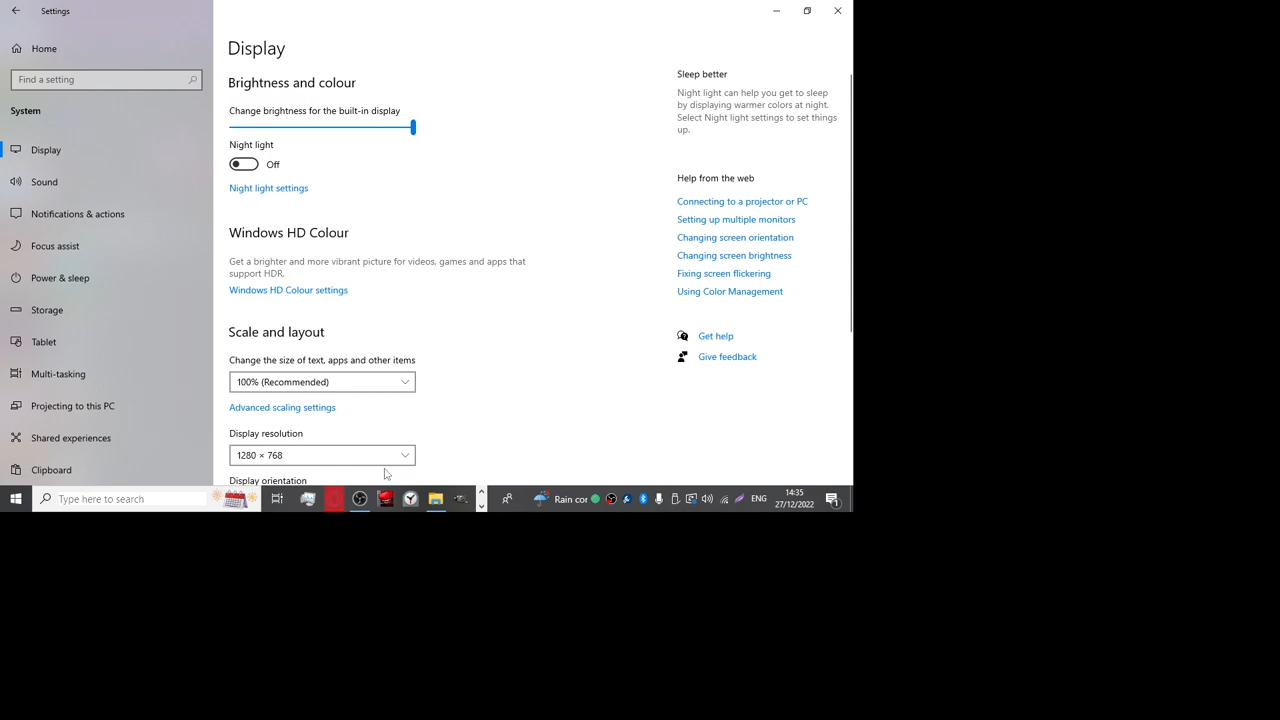 Settings
Home
Find a setting
System
Display
Sound
Notifications & actions
Focus assist
Power & sleep
Storage
Tablet
Multi-tasking
Projecting to this PC
Shared experiences
Clipboard
Display
Brightness and colour
Change brightness for the built-in display
Night light
Off
Night light settings
Windows HD Colour
Get a brighter and more vibrant picture for videos, games and apps that
support HDR.
Windows HD Colour settings
Scale and layout
Change the size of text, apps and other items
100% (Recommended)
Advanced scaling settings
Display resolution
1280 × 768
Display orientation
Sleep better
Night light can help you get to sleep
by displaying warmer colors at night.
Select Night light settings to set things
up.
Help from the web
Connecting to a projector or PC
Setting up multiple monitors
Changing screen orientation
Changing screen brightness
Fixing screen flickering
Using Color Management
Get help
Give feedback
Type here to search
Rain cor
ENG
14:35
27/12/2022
1